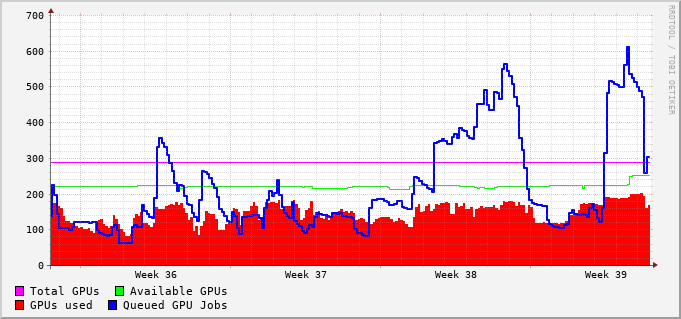 700
600
500
400
300
200
100
0
Week 36 Week 37 Week 38 Week 39
Total GPUs Available GPUs
GPUs used Queued GPU Jobs
RRDTOOL / TOBI OETIKER